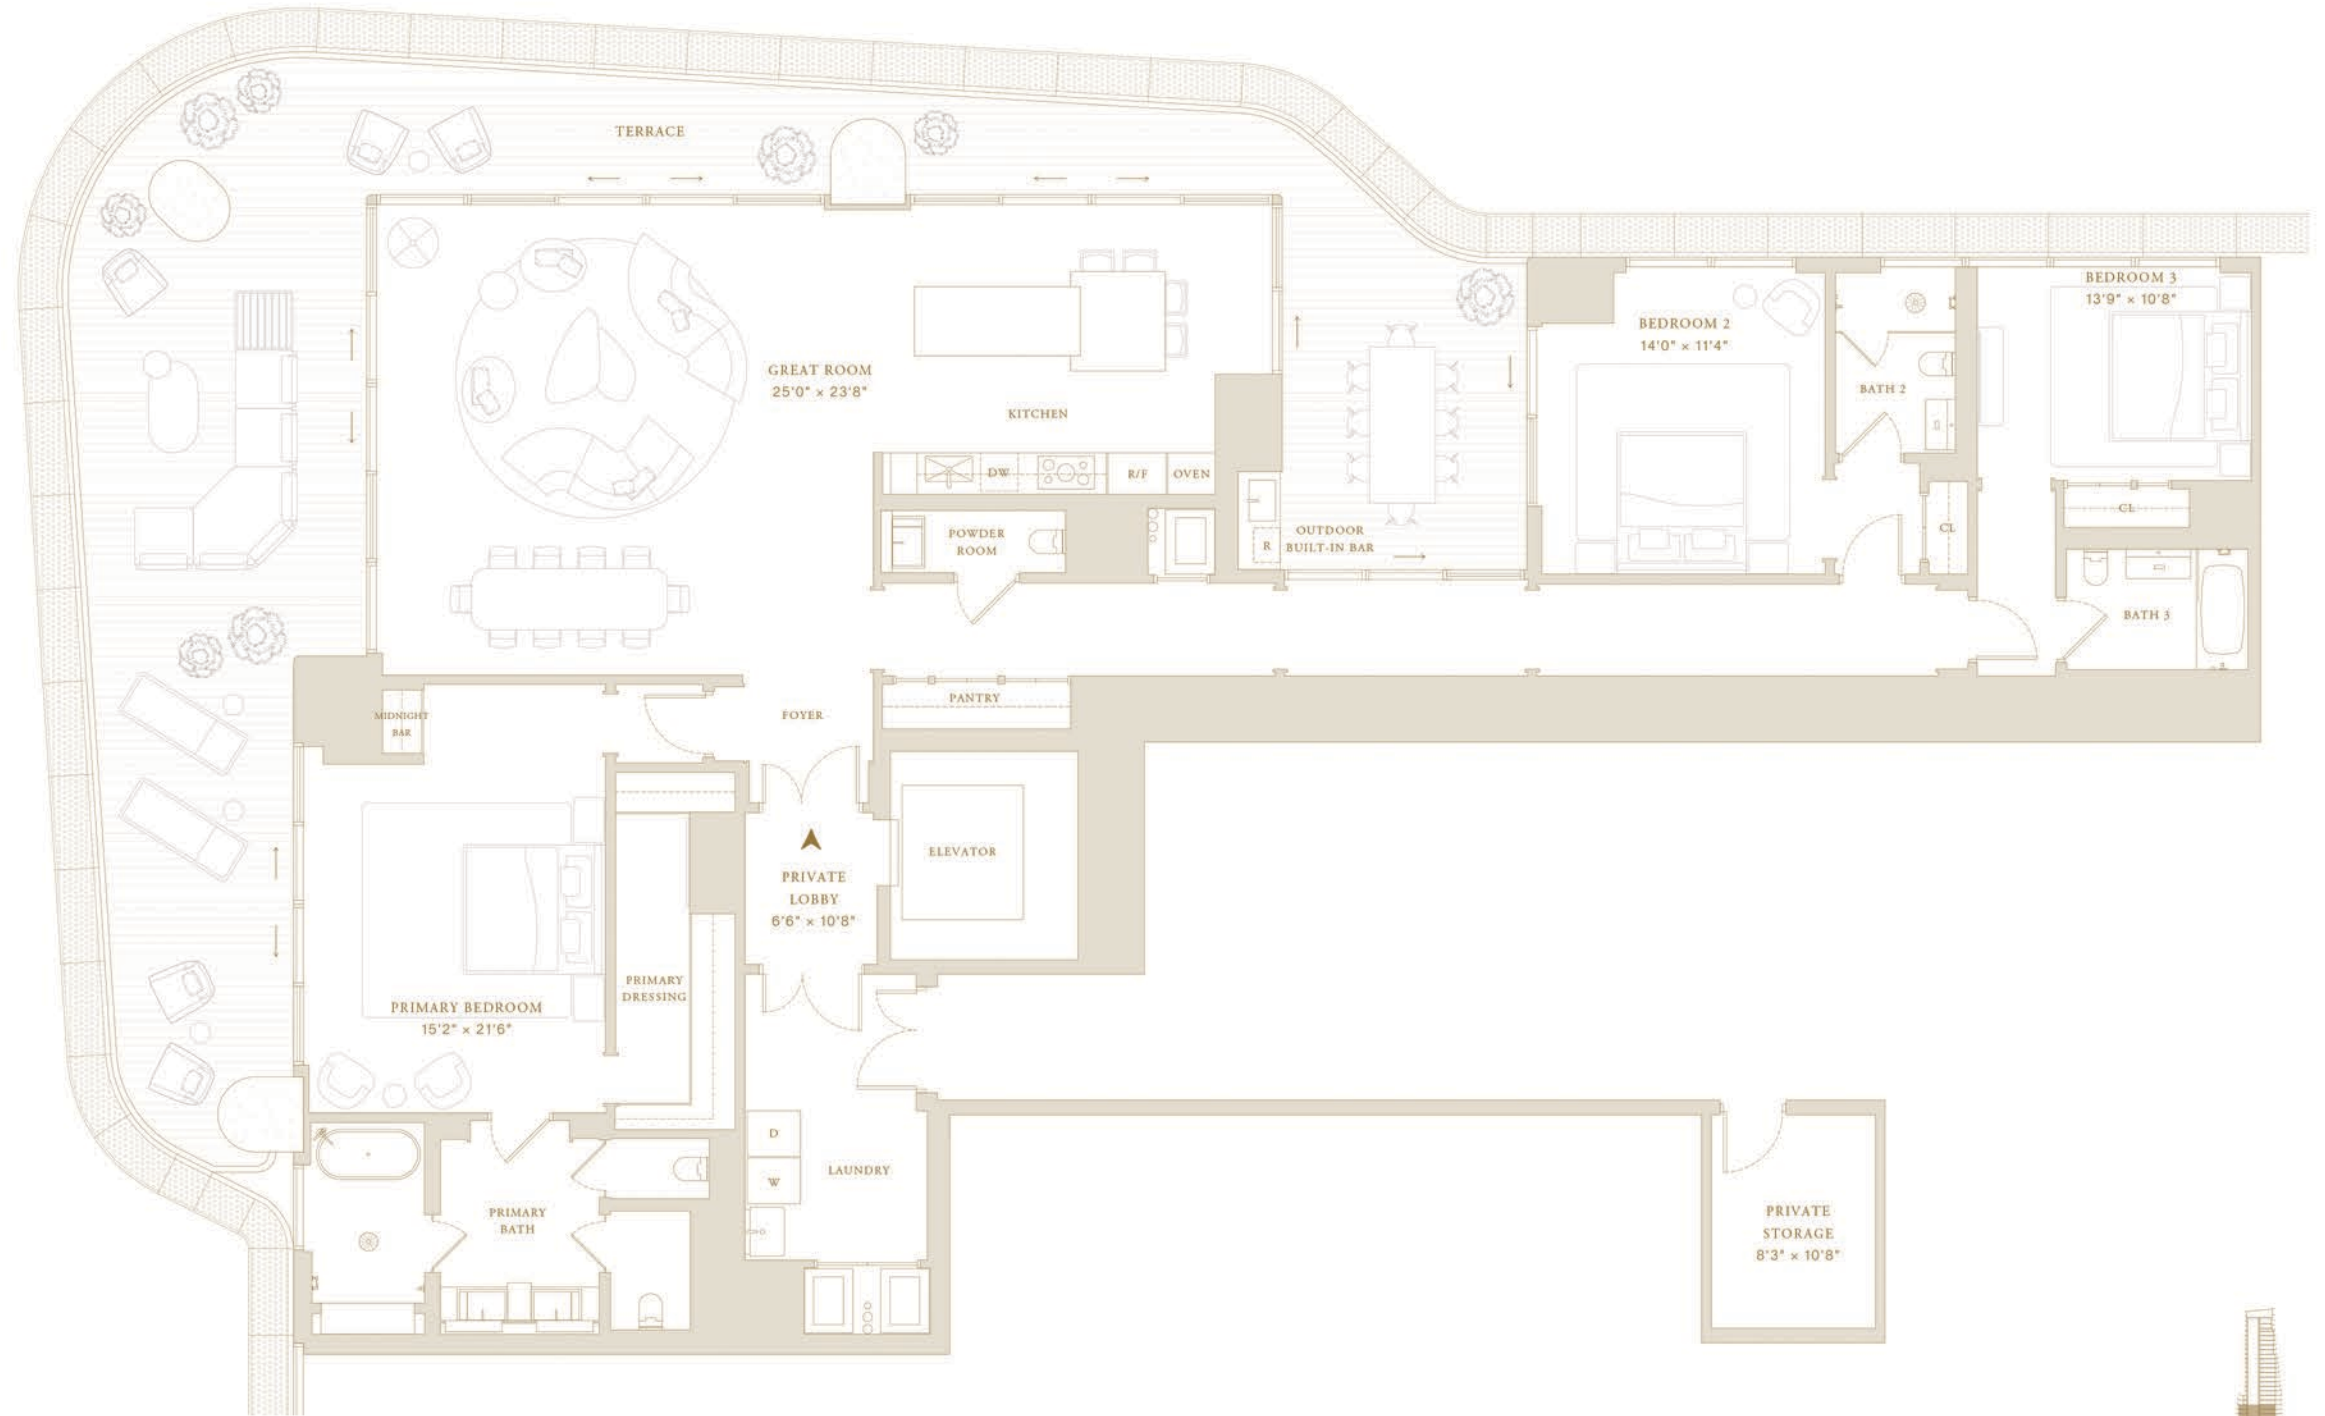 TERRACE
GREAT ROOM
25'0" × 23'8"
KITCHEN
DW
R/F
OVEN
POWDER
ROOM
R
OUTDOOR
BUILT-IN BAR
BEDROOM 2
14'0" × 11'4"
BATH 2
BEDROOM 3
13'9" × 10'8"
CL
CL
BATH 3
MIDNIGHT
BAR
FOYER
PANTRY
ELEVATOR
PRIVATE
LOBBY
6'6" × 10'8"
PRIMARY
DRESSING
PRIMARY BEDROOM
15'2" × 21'6"
D
W
LAUNDRY
PRIMARY
BATH
PRIVATE
STORAGE
8'3" × 10'8"